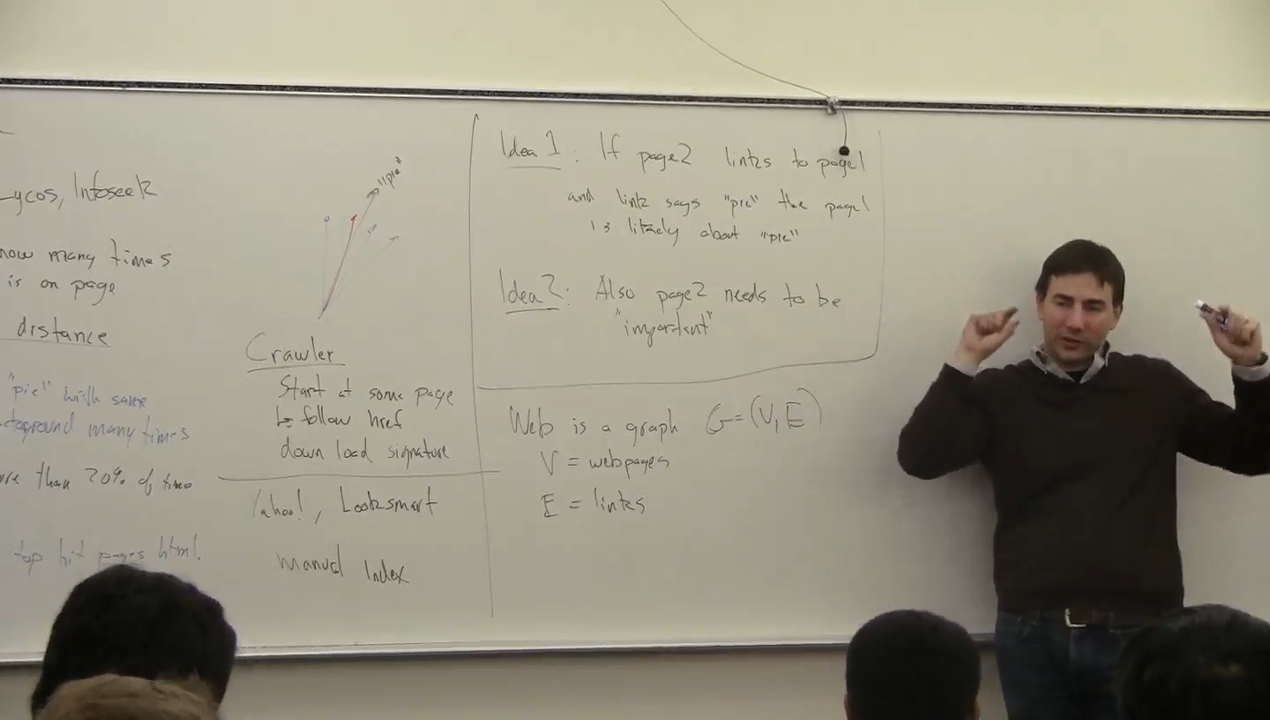 Lycos, Infoseek
how many times
is on page
distance
"pie" with same
background many times
more than 20% of time
top hit pages html.
"pie"
Crawler
Start at some page
↳ follow href
down load signature
Yahoo!, Looksmart
manual Index
Idea 1: If page2 links to page1
and link says "pie" the page1
is likely about "pie"
Idea2: Also page2 needs to be
"important"
Web is a graph G=(V,E)
V = webpages
E = links